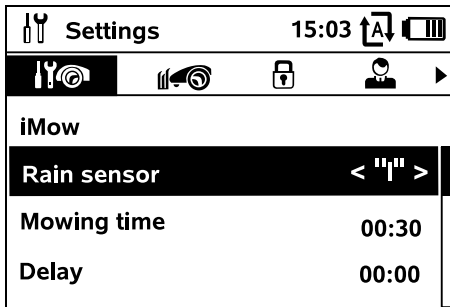 Settings 15:03 A
iMow
Rain sensor < >
Mowing time 00:30
Delay 00:00